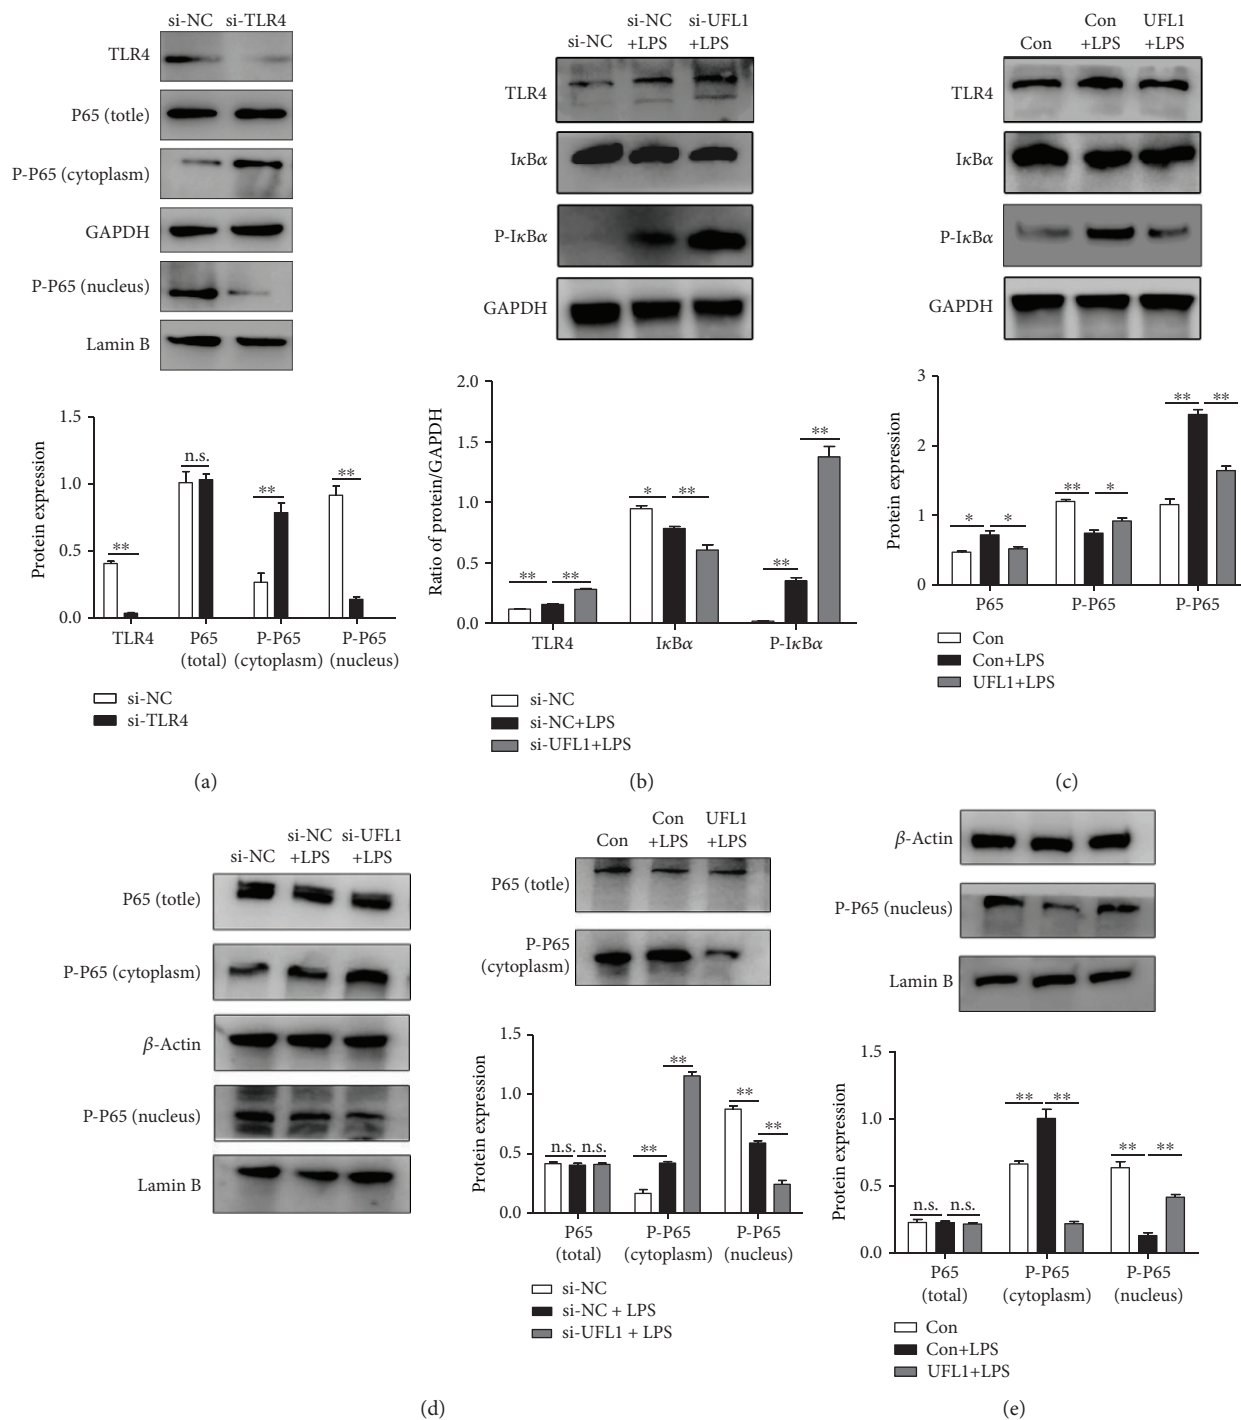 si-NC si-TLR4
TLR4
P65 (totle)
P-P65 (cytoplasm)
GAPDH
P-P65 (nucleus)
Lamin B
Protein expression
1.5
1.0
0.5
0.0
**
n.s.
**
**
TLR4 P65 P-P65 P-P65
(total) (cytoplasm) (nucleus)
si-NC
si-TLR4
(a)
si-NC si-UFL1
si-NC +LPS +LPS
TLR4
IκBα
P-IκBα
GAPDH
Ratio of protein/GAPDH
2.0
1.5
1.0
0.5
0.0
** **
* **
** **
TLR4 IκBα P-IκBα
si-NC
si-NC+LPS
si-UFL1+LPS
(b)
Con UFL1
Con +LPS +LPS
TLR4
IκBα
P-IκBα
GAPDH
Protein expression
3
2
1
0
* *
** *
** **
P65 P-P65 P-P65
Con
Con+LPS
UFL1+LPS
(c)
si-NC si-UFL1
si-NC +LPS +LPS
P65 (totle)
P-P65 (cytoplasm)
β-Actin
P-P65 (nucleus)
Lamin B
Con UFL1
Con +LPS +LPS
P65 (totle)
P-P65
(cytoplasm)
Protein expression
1.5
1.0
0.5
0.0
n.s. n.s.
** **
** **
P65 P-P65 P-P65
(total) (cytoplasm) (nucleus)
si-NC
si-NC + LPS
si-UFL1 + LPS
(d)
β-Actin
P-P65 (nucleus)
Lamin B
Protein expression
1.5
1.0
0.5
0.0
n.s. n.s.
** **
** **
P65 P-P65 P-P65
(total) (cytoplasm) (nucleus)
Con
Con+LPS
UFL1+LPS
(e)